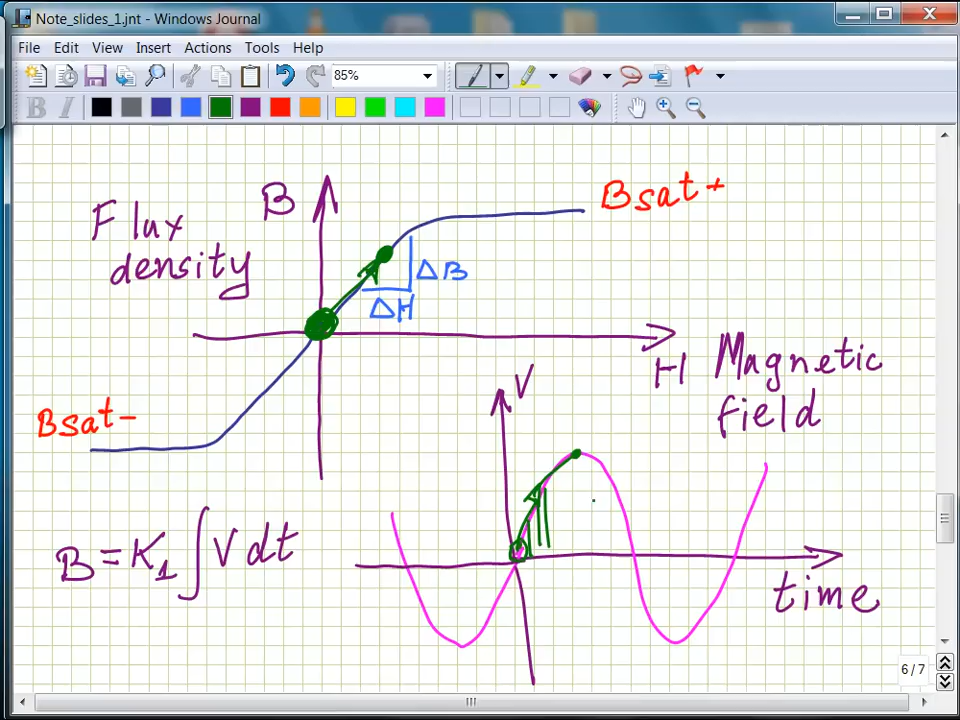 Note_slides_1.jnt - Windows Journal
File Edit View Insert Actions Tools Help
85%
B I
Flux density
B
Bsat+
ΔB
ΔH
H Magnetic field
Bsat-
V
B = K1 ∫ V dt
time
6 / 7